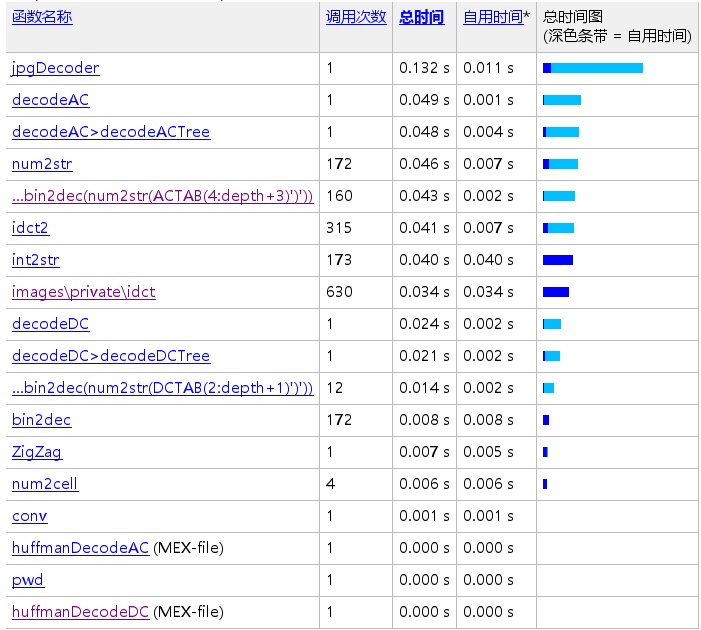 函数名称 调用次数 总时间 自用时间* 总时间图
(深色条带 = 自用时间)
jpgDecoder 1 0.132 s 0.011 s
decodeAC 1 0.049 s 0.001 s
decodeAC>decodeACTree 1 0.048 s 0.004 s
num2str 172 0.046 s 0.007 s
...bin2dec(num2str(ACTAB(4:depth+3)')')) 160 0.043 s 0.002 s
idct2 315 0.041 s 0.007 s
int2str 173 0.040 s 0.040 s
images\private\idct 630 0.034 s 0.034 s
decodeDC 1 0.024 s 0.002 s
decodeDC>decodeDCTree 1 0.021 s 0.002 s
...bin2dec(num2str(DCTAB(2:depth+1)')')) 12 0.014 s 0.002 s
bin2dec 172 0.008 s 0.008 s
ZigZag 1 0.007 s 0.005 s
num2cell 4 0.006 s 0.006 s
conv 1 0.001 s 0.001 s
huffmanDecodeAC (MEX-file) 1 0.000 s 0.000 s
pwd 1 0.000 s 0.000 s
huffmanDecodeDC (MEX-file) 1 0.000 s 0.000 s